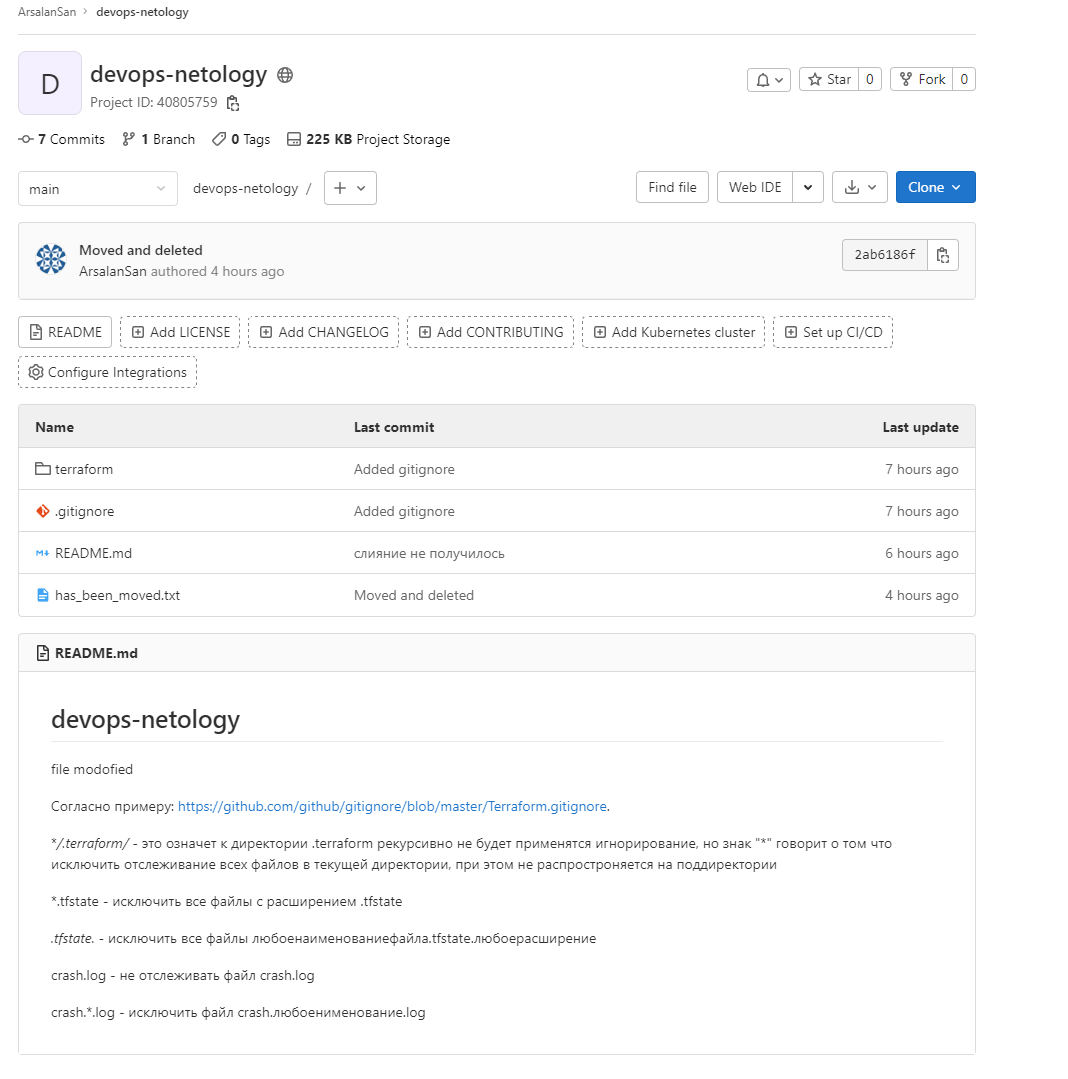 ArsalanSan > devops-netology
D
devops-netology
Project ID: 40805759
7 Commits 1 Branch 0 Tags 225 KB Project Storage
Star 0 Fork 0
main devops-netology / + Find file Web IDE Clone
Moved and deleted
ArsalanSan authored 4 hours ago
2ab6186f
README Add LICENSE Add CHANGELOG Add CONTRIBUTING Add Kubernetes cluster Set up CI/CD
Configure Integrations
Name Last commit Last update
terraform Added gitignore 7 hours ago
.gitignore Added gitignore 7 hours ago
README.md слияние не получилось 6 hours ago
has_been_moved.txt Moved and deleted 4 hours ago
README.md
devops-netology
file modofied
Согласно примеру: https://github.com/github/gitignore/blob/master/Terraform.gitignore.
*/.terraform/ - это означет к директории .terraform рекурсивно не будет применятся игнорирование, но знак "*" говорит о том что
исключить отслеживание всех файлов в текущей директории, при этом не распростроняется на поддиректории
*.tfstate - исключить все файлы с расширением .tfstate
.tfstate. - исключить все файлы любоенаименованиефайла.tfstate.любоерасширение
crash.log - не отслеживать файл crash.log
crash.*.log - исключить файл crash.любоенименование.log